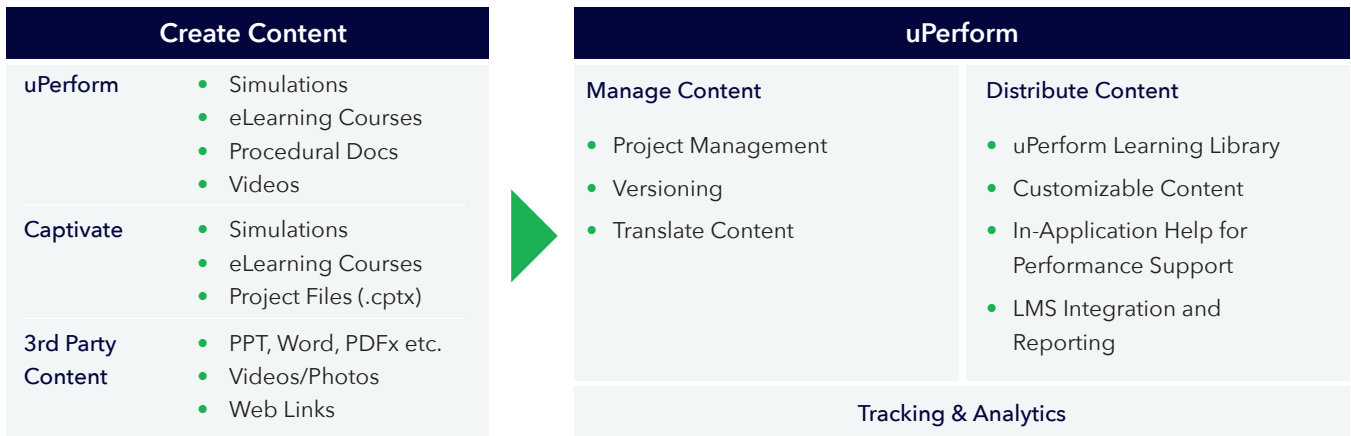 Create Content
uPerform
Simulations
eLearning Courses
Procedural Docs
Videos
Captivate
Simulations
eLearning Courses
Project Files (.cptx)
3rd Party
Content
PPT, Word, PDFx etc.
Videos/Photos
Web Links
uPerform
Manage Content
Project Management
Versioning
Translate Content
Distribute Content
uPerform Learning Library
Customizable Content
In-Application Help for
Performance Support
LMS Integration and
Reporting
Tracking & Analytics